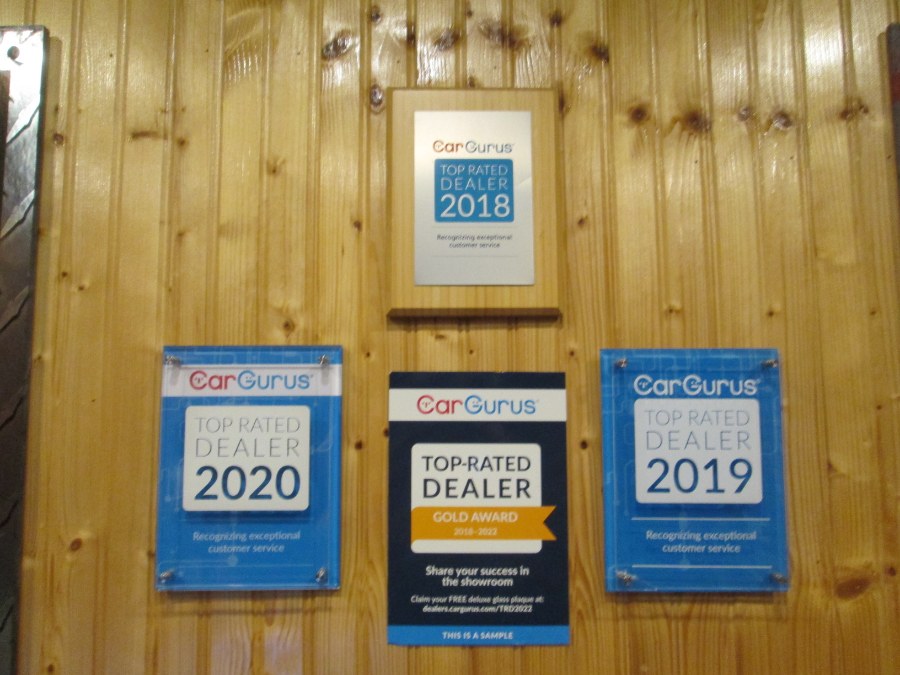 CarGurus
TOP RATED
DEALER
2018
Recognizing exceptional
customer service
CarGurus
TOP RATED
DEALER
2020
Recognizing exceptional
customer service
CarGurus
TOP-RATED
DEALER
GOLD AWARD
2018-2022
Share your success in
the showroom
Claim your FREE deluxe glass plaque at:
dealers.cargurus.com/TRD2022
THIS IS A SAMPLE
CarGurus
TOP RATED
DEALER
2019
Recognizing exceptional
customer service